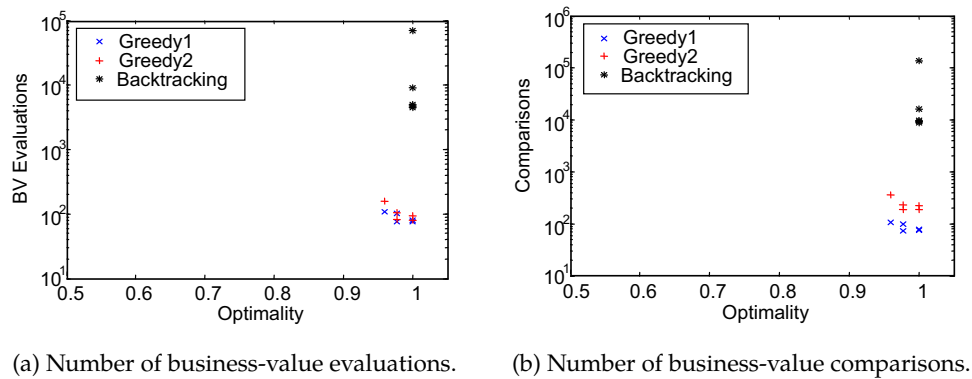 10^5
10^4
10^3
10^2
10^1
BV Evaluations
Greedy1
Greedy2
Backtracking
0.5 0.6 0.7 0.8 0.9 1
Optimality
(a) Number of business-value evaluations.
10^6
10^5
10^4
10^3
10^2
10^1
Comparisons
Greedy1
Greedy2
Backtracking
0.5 0.6 0.7 0.8 0.9 1
Optimality
(b) Number of business-value comparisons.